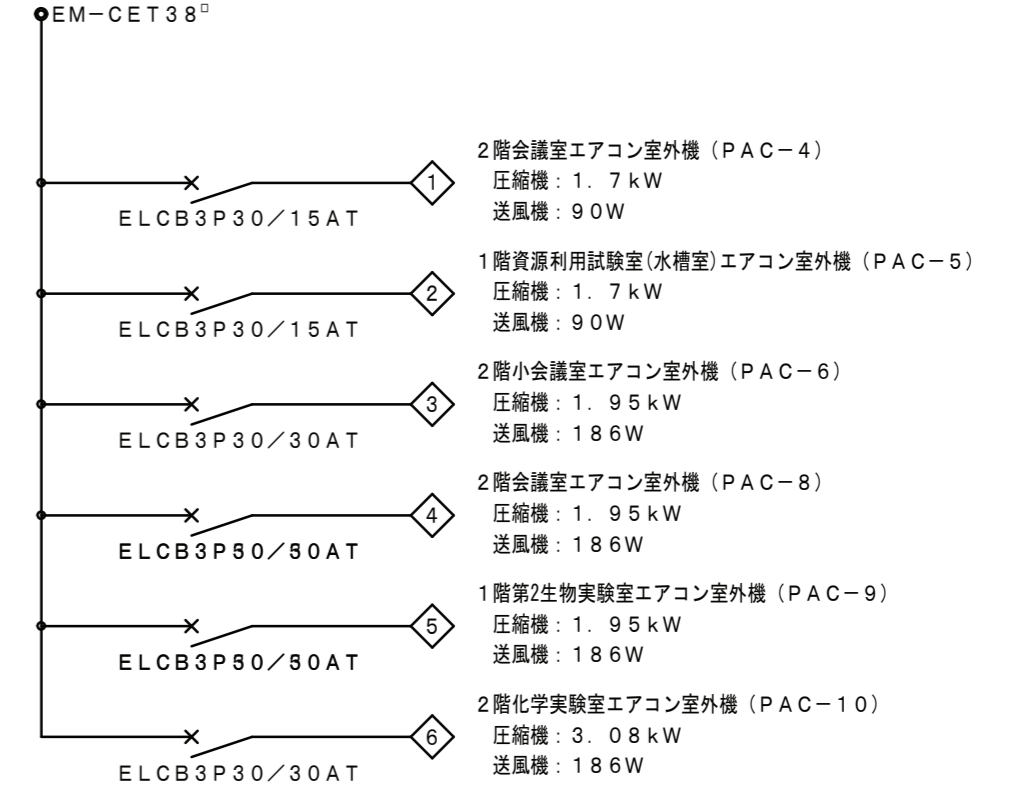 EM－CET38□
2階会議室エアコン室外機（PAC－4）
圧縮機：1．7kW
1
送風機：90W
ELCB3P30／15AT
1階資源利用試験室(水槽室)エアコン室外機（PAC－5）
圧縮機：1．7kW
2
送風機：90W
ELCB3P30／15AT
2階小会議室エアコン室外機（PAC－6）
圧縮機：1．95kW
3
送風機：186W
ELCB3P30／30AT
2階会議室エアコン室外機（PAC－8）
圧縮機：1．95kW
4
送風機：186W
1階第2生物実験室エアコン室外機（PAC－9）
圧縮機：1．95kW
5
送風機：186W
2階化学実験室エアコン室外機（PAC－10）
圧縮機：3．08kW
6
送風機：186W
ELCB3P30／30AT